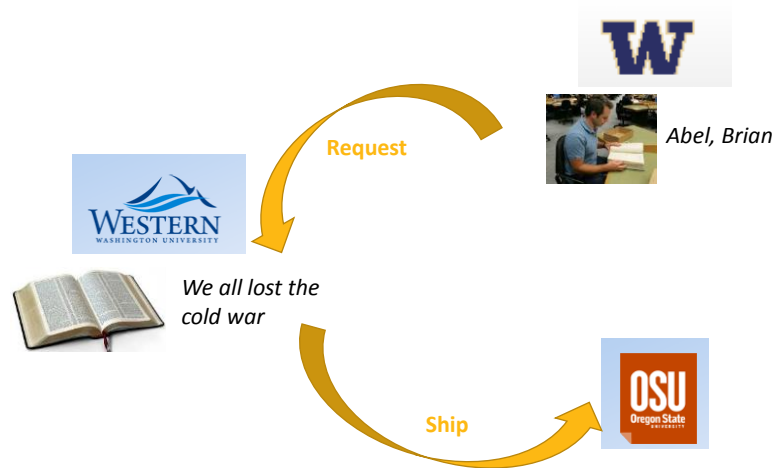 W
Abel, Brian
Request
WESTERN
WASHINGTON UNIVERSITY
We all lost the
cold war
OSU
Oregon State
UNIVERSITY
Ship